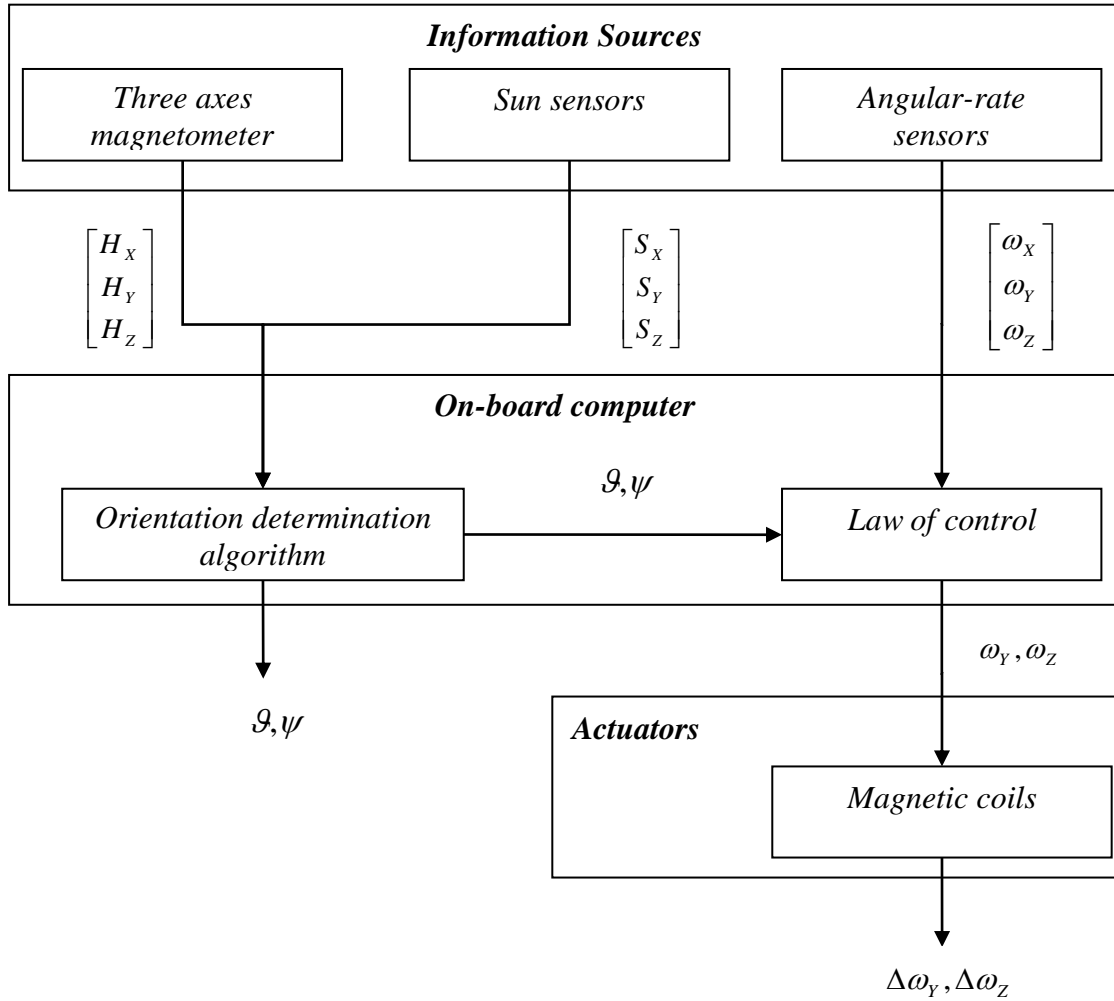 Information Sources
Three axes
magnetometer
Sun sensors
Angular-rate
sensors
H_X
H_Y
H_Z
S_X
S_Y
S_Z
ω_X
ω_Y
ω_Z
On-board computer
Orientation determination
algorithm
ϑ,ψ
Law of control
ω_Y, ω_Z
ϑ,ψ
Actuators
Magnetic coils
Δω_Y, Δω_Z